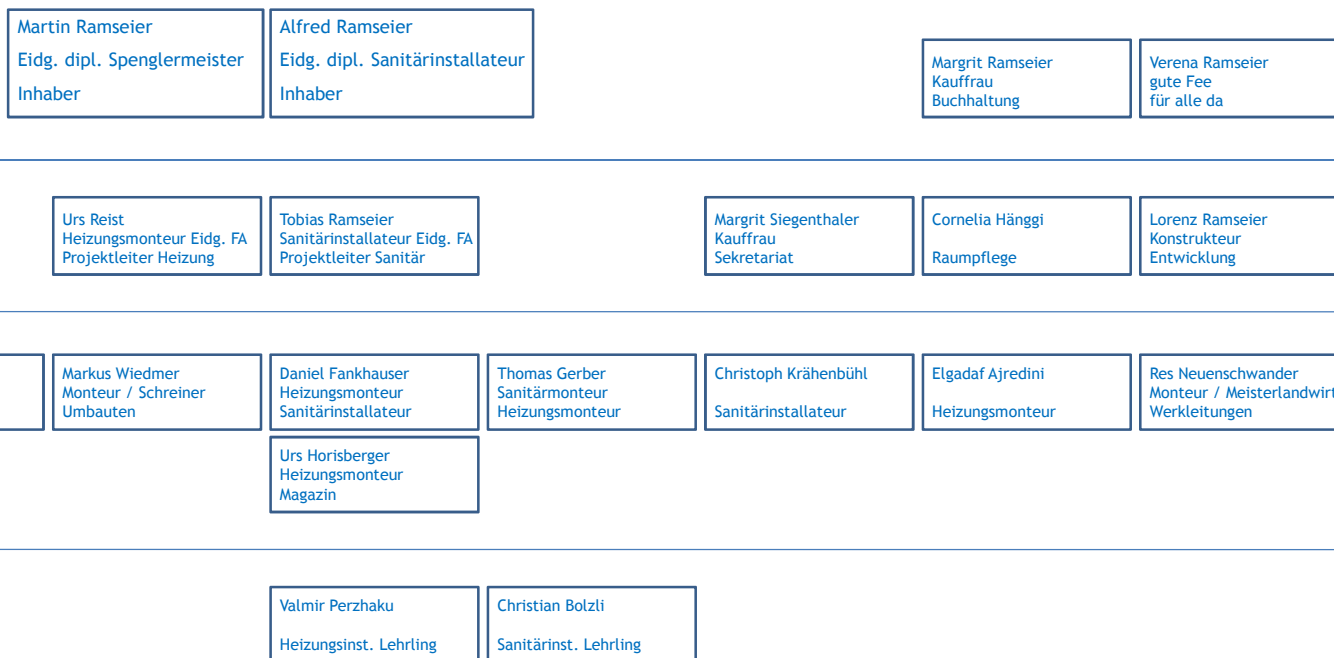 Martin Ramseier
Eidg. dipl. Spenglermeister
Inhaber
Alfred Ramseier
Eidg. dipl. Sanitärinstallateur
Inhaber
Margrit Ramseier
Kauffrau
Buchhaltung
Verena Ramseier
gute Fee
für alle da
Urs Reist
Heizungsmonteur Eidg. FA
Projektleiter Heizung
Tobias Ramseier
Sanitärinstallateur Eidg. FA
Projektleiter Sanitär
Margrit Siegenthaler
Kauffrau
Sekretariat
Cornelia Hänggi
Raumpflege
Lorenz Ramseier
Konstrukteur
Entwicklung
Markus Wiedmer
Monteur / Schreiner
Umbauten
Daniel Fankhauser
Heizungsmonteur
Sanitärinstallateur
Thomas Gerber
Sanitärmonteur
Heizungsmonteur
Christoph Krähenbühl
Sanitärinstallateur
Elgadaf Ajredini
Heizungsmonteur
Res Neuenschwander
Monteur / Meisterlandwirt
Werkleitungen
Urs Horisberger
Heizungsmonteur
Magazin
Valmir Perzhaku
Heizungsinst. Lehrling
Christian Bolzli
Sanitärinst. Lehrling